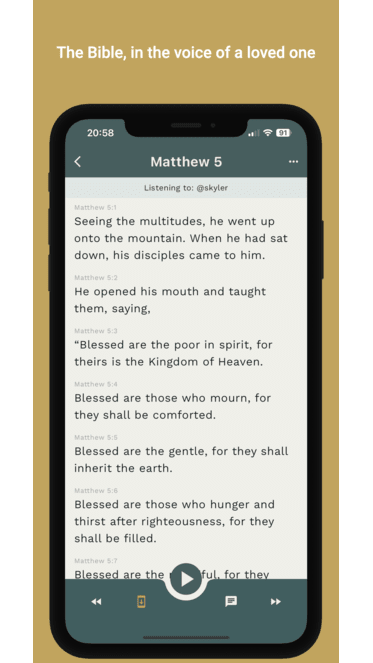 The Bible, in the voice of a loved one
20:58
91
Matthew 5
Listening to: @skyler
Matthew 5:1
Seeing the multitudes, he went up
onto the mountain. When he had sat
down, his disciples came to him.
Matthew 5:2
He opened his mouth and taught
them, saying,
Matthew 5:3
“Blessed are the poor in spirit, for
theirs is the Kingdom of Heaven.
Matthew 5:4
Blessed are those who mourn, for
they shall be comforted.
Matthew 5:5
Blessed are the gentle, for they shall
inherit the earth.
Matthew 5:6
Blessed are those who hunger and
thirst after righteousness, for they
shall be filled.
Matthew 5:7
Blessed are the for they